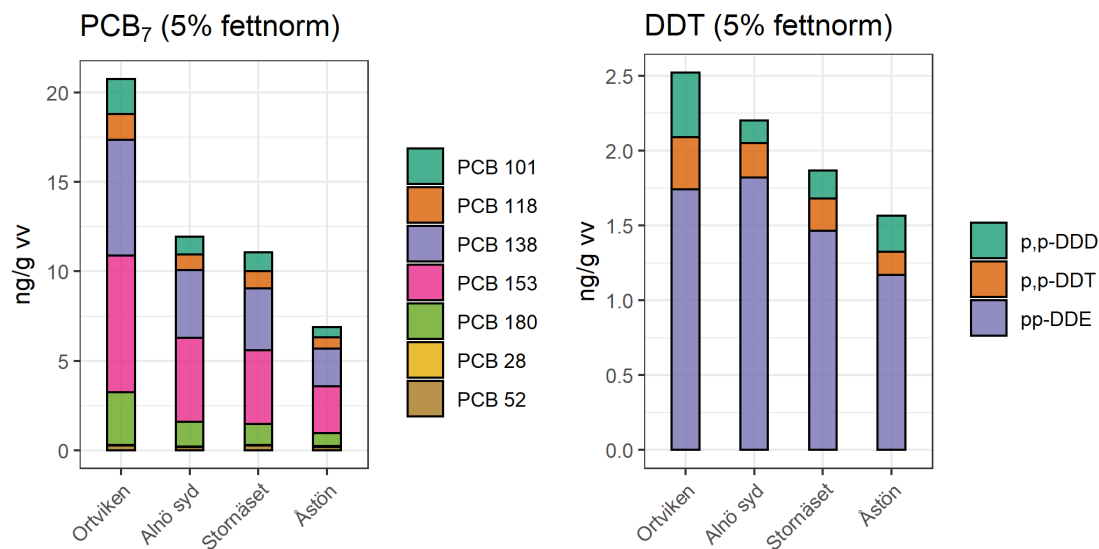 PCB₇ (5% fettnorm)
ng/g vv
20
15
10
5
0
Ortviken
Alnö syd
Stornäset
Åstön
PCB 101
PCB 118
PCB 138
PCB 153
PCB 180
PCB 28
PCB 52
DDT (5% fettnorm)
ng/g vv
2.5
2.0
1.5
1.0
0.5
0.0
Ortviken
Alnö syd
Stornäset
Åstön
p,p-DDD
p,p-DDT
pp-DDE